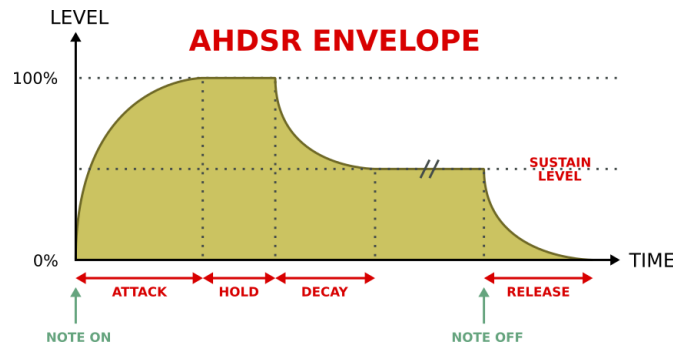 LEVEL
AHDSR ENVELOPE
100%
SUSTAIN
LEVEL
0%
TIME
ATTACK
HOLD
DECAY
RELEASE
NOTE ON
NOTE OFF